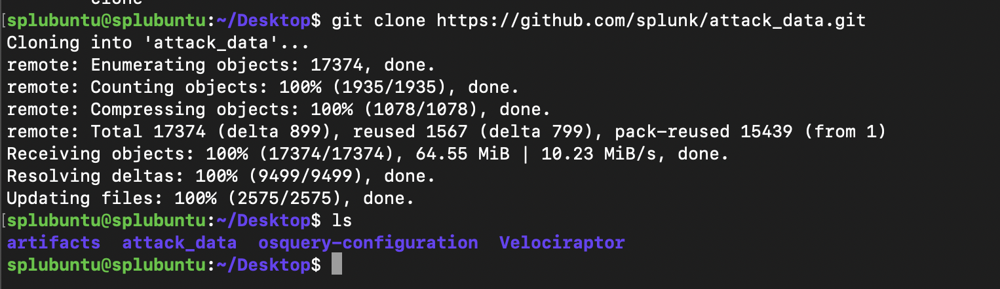 clone
[splubuntu@splubuntu:~/Desktop$ git clone https://github.com/splunk/attack_data.git
Cloning into 'attack_data'...
remote: Enumerating objects: 17374, done.
remote: Counting objects: 100% (1935/1935), done.
remote: Compressing objects: 100% (1078/1078), done.
remote: Total 17374 (delta 899), reused 1567 (delta 799), pack-reused 15439 (from 1)
Receiving objects: 100% (17374/17374), 64.55 MiB | 10.23 MiB/s, done.
Resolving deltas: 100% (9499/9499), done.
Updating files: 100% (2575/2575), done.
[splubuntu@splubuntu:~/Desktop$ ls
artifacts  attack_data  osquery-configuration  Velociraptor
splubuntu@splubuntu:~/Desktop$